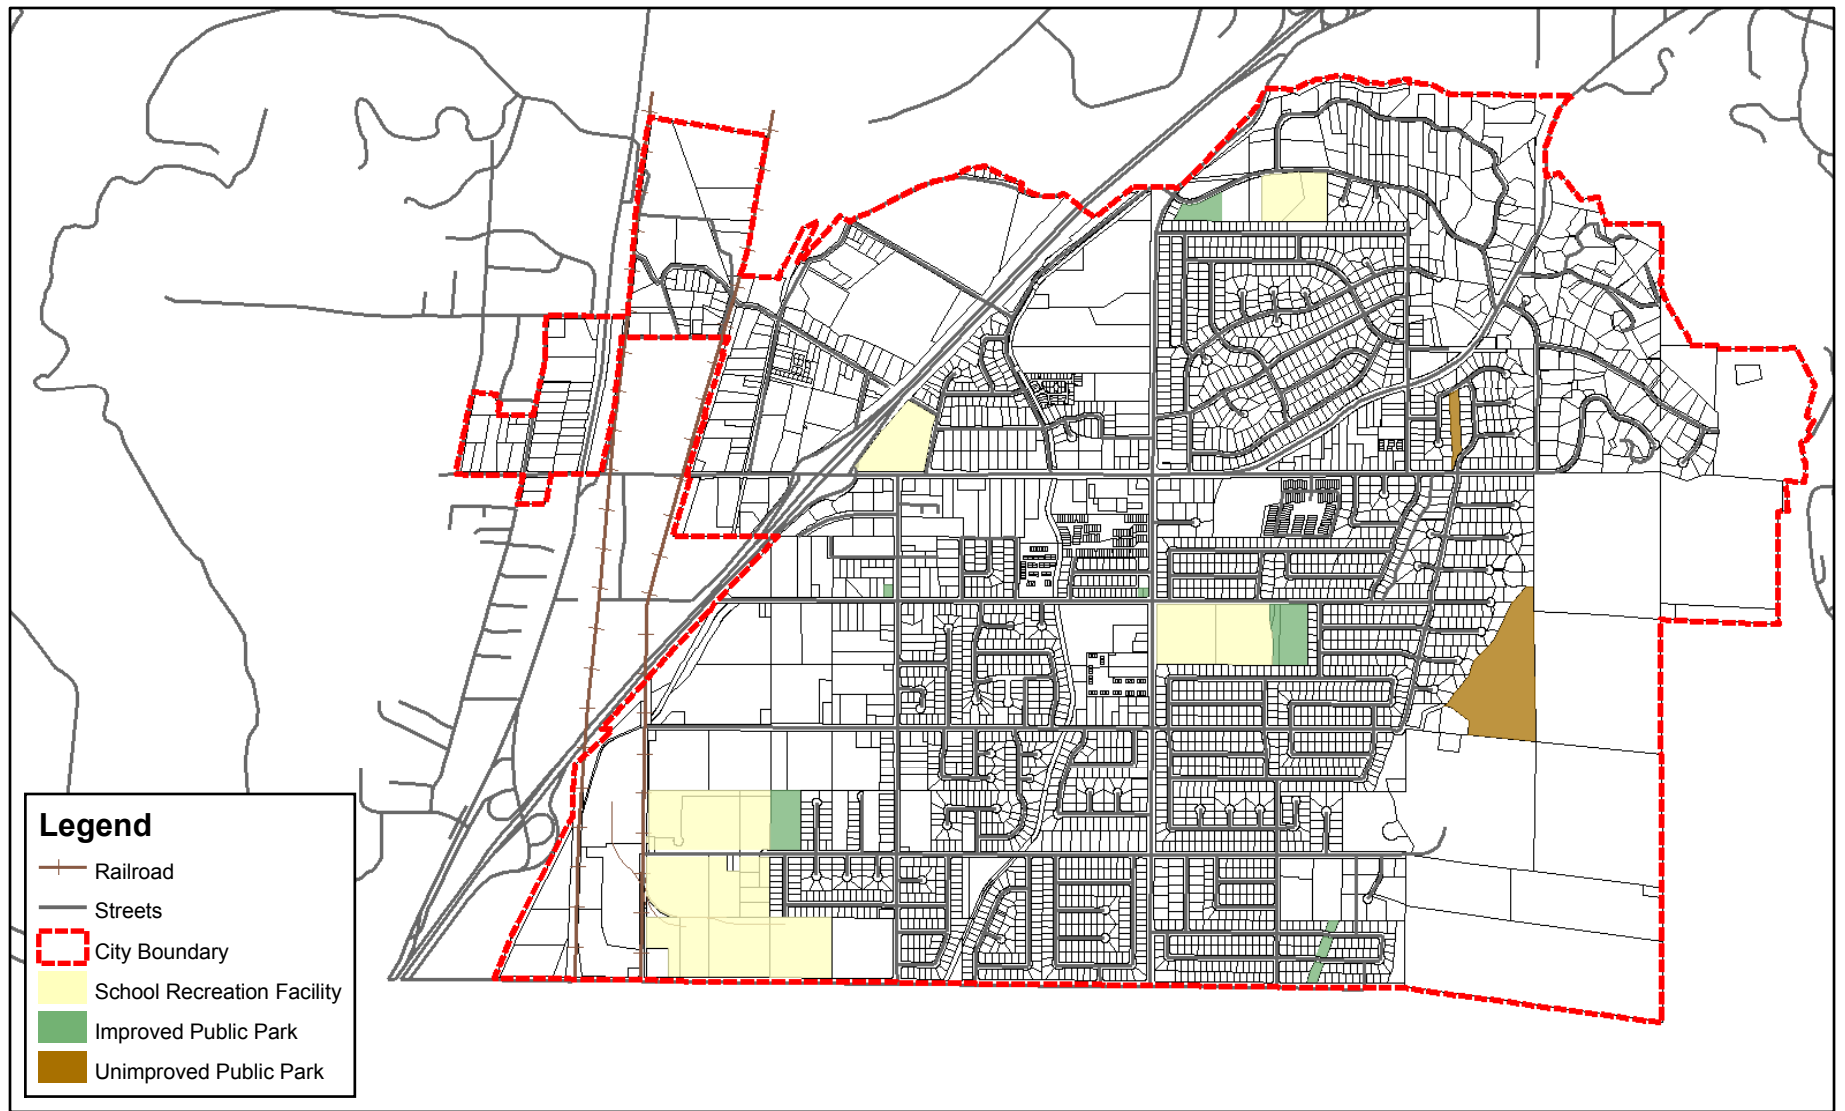 Legend
Railroad
Streets
City Boundary
School Recreation Facility
Improved Public Park
Unimproved Public Park